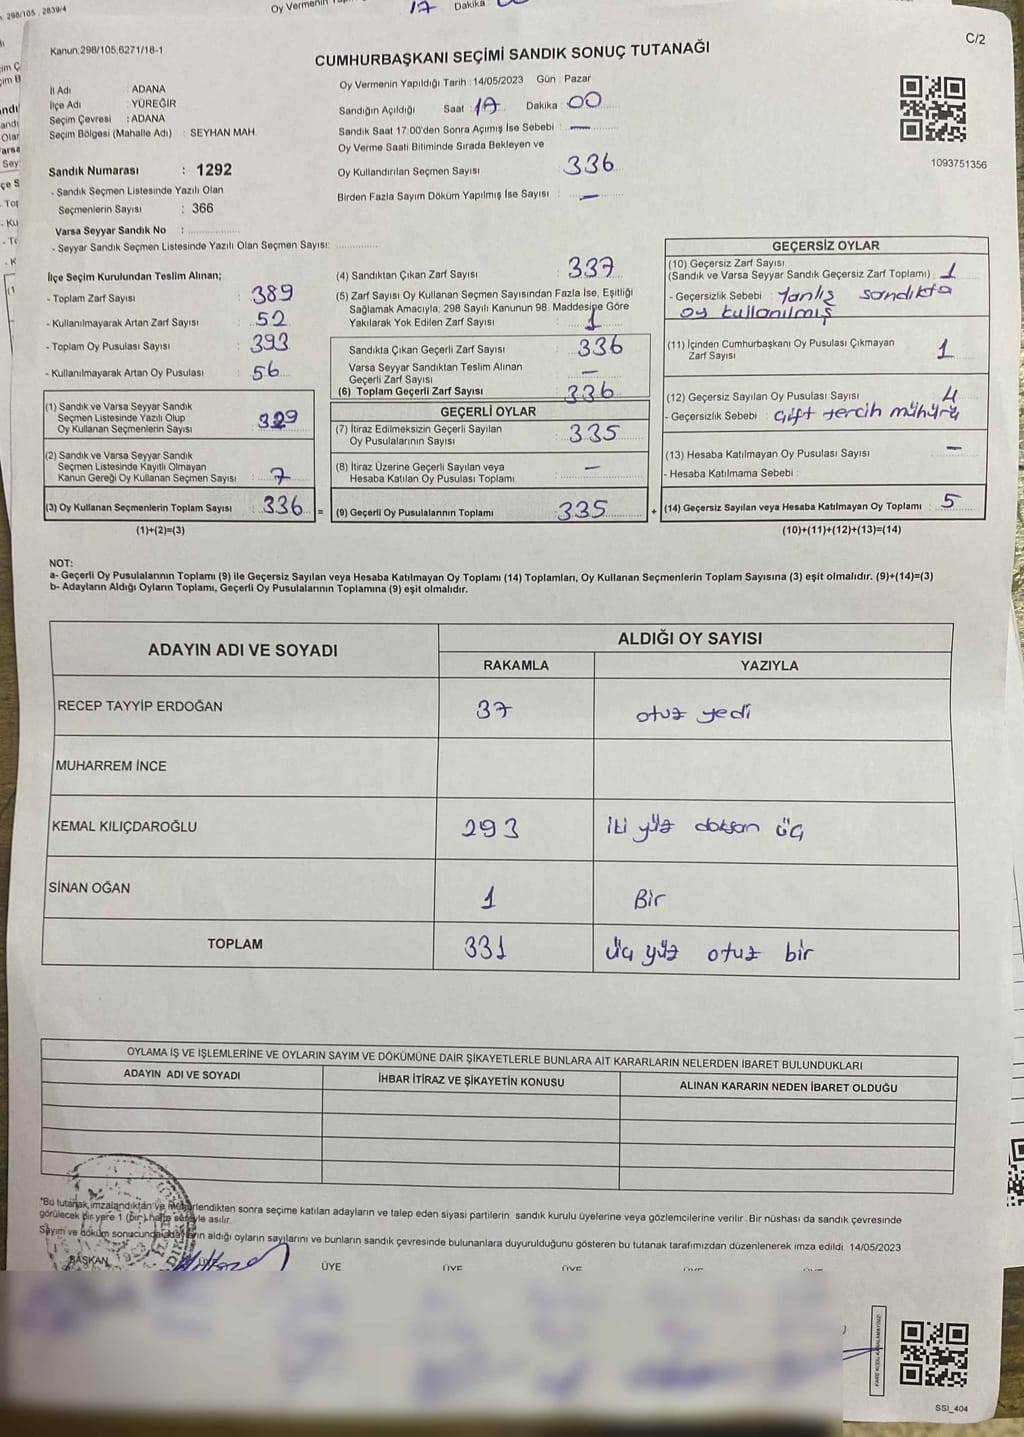 298/105 . 2839/4
Oy Vermenin
17 Dakika
Kanun.298/105,6271/18-1
CUMHURBAŞKANI SEÇİMİ SANDIK SONUÇ TUTANAĞI
C/2
İl Adı : ADANA
İlçe Adı : YÜREĞİR
Seçim Çevresi : ADANA
Seçim Bölgesi (Mahalle Adı) : SEYHAN MAH
Sandık Numarası : 1292
- Sandık Seçmen Listesinde Yazılı Olan
Seçmenlerin Sayısı : 366
Varsa Seyyar Sandık No :
- Seyyar Sandık Seçmen Listesinde Yazılı Olan Seçmen Sayısı:
Oy Vermenin Yapıldığı Tarih : 14/05/2023 Gün : Pazar
Sandığın Açıldığı Saat : 17 Dakika : 00
Sandık Saat 17:00'den Sonra Açımış İse Sebebi : —
Oy Verme Saati Bitiminde Sırada Bekleyen ve
Oy Kullandırılan Seçmen Sayısı : 336
Birden Fazla Sayım Döküm Yapılmış İse Sayısı : —
1093751356
İlçe Seçim Kurulundan Teslim Alınan;
- Toplam Zarf Sayısı : 389
- Kullanılmayarak Artan Zarf Sayısı : 52
- Toplam Oy Pusulası Sayısı : 393
- Kullanılmayarak Artan Oy Pusulası : 56
(1) Sandık ve Varsa Seyyar Sandık
Seçmen Listesinde Yazılı Olup
Oy Kullanan Seçmenlerin Sayısı : 329
(2) Sandık ve Varsa Seyyar Sandık
Seçmen Listesinde Kayıtlı Olmayan
Kanun Gereği Oy Kullanan Seçmen Sayısı : 7
(3) Oy Kullanan Seçmenlerin Toplam Sayısı : 336
(1)+(2)=(3)
(4) Sandıktan Çıkan Zarf Sayısı : 337
(5) Zarf Sayısı Oy Kullanan Seçmen Sayısından Fazla İse, Eşitliği
Sağlamak Amacıyla, 298 Sayılı Kanunun 98. Maddesine Göre
Yakılarak Yok Edilen Zarf Sayısı : 1
Sandıkta Çıkan Geçerli Zarf Sayısı : 336
Varsa Seyyar Sandıktan Teslim Alınan
Geçerli Zarf Sayısı : —
(6) Toplam Geçerli Zarf Sayısı : 336
GEÇERLİ OYLAR
(7) İtiraz Edilmeksizin Geçerli Sayılan
Oy Pusulalarının Sayısı : 335
(8) İtiraz Üzerine Geçerli Sayılan veya
Hesaba Katılan Oy Pusulası Toplamı : —
= (9) Geçerli Oy Pusulalarının Toplamı : 335
GEÇERSİZ OYLAR
(10) Geçersiz Zarf Sayısı
(Sandık ve Varsa Seyyar Sandık Geçersiz Zarf Toplamı) : 1
- Geçersizlik Sebebi : Yanlış sandıkta
oy kullanılmış
(11) İçinden Cumhurbaşkanı Oy Pusulası Çıkmayan
Zarf Sayısı : 1
(12) Geçersiz Sayılan Oy Pusulası Sayısı : 4
- Geçersizlik Sebebi : Çift tercih mühürü
(13) Hesaba Katılmayan Oy Pusulası Sayısı : —
- Hesaba Katılmama Sebebi :
+ (14) Geçersiz Sayılan veya Hesaba Katılmayan Oy Toplamı : 5
(10)+(11)+(12)+(13)=(14)
NOT:
a- Geçerli Oy Pusulalarının Toplamı (9) ile Geçersiz Sayılan veya Hesaba Katılmayan Oy Toplamı (14) Toplamları, Oy Kullanan Seçmenlerin Toplam Sayısına (3) eşit olmalıdır. (9)+(14)=(3)
b- Adayların Aldığı Oyların Toplamı, Geçerli Oy Pusulalarının Toplamına (9) eşit olmalıdır.
ADAYIN ADI VE SOYADI
ALDIĞI OY SAYISI
RAKAMLA YAZIYLA
RECEP TAYYİP ERDOĞAN 37 otuz yedi
MUHARREM İNCE
KEMAL KILIÇDAROĞLU 293 iki yüz doksan üç
SİNAN OĞAN 1 Bir
TOPLAM 331 üç yüz otuz bir
OYLAMA İŞ VE İŞLEMLERİNE VE OYLARIN SAYIM VE DÖKÜMÜNE DAİR ŞİKAYETLERLE BUNLARA AİT KARARLARIN NELERDEN İBARET BULUNDUKLARI
ADAYIN ADI VE SOYADI İHBAR İTİRAZ VE ŞİKAYETİN KONUSU ALINAN KARARIN NEDEN İBARET OLDUĞU
"Bu tutanak imzalandıktan ve mühürlendikten sonra seçime katılan adayların ve talep eden siyasi partilerin sandık kurulu üyelerine veya gözlemcilerine verilir. Bir nüshası da sandık çevresinde
görülecek bir yere 1 (bir) hafta süreyle asılır.
Sayım ve döküm sonucunda adayların aldığı oyların sayılarını ve bunların sandık çevresinde bulunanlara duyurulduğunu gösteren bu tutanak tarafımızdan düzenlenerek imza edildi. 14/05/2023
BAŞKAN ÜYE ÜYE ÜYE
SSI_404